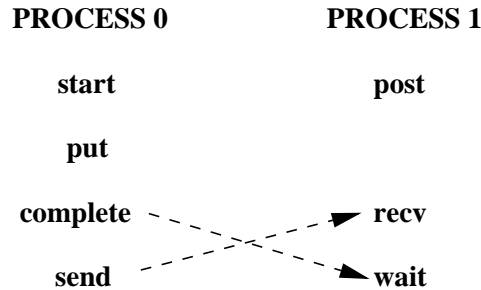 PROCESS 0 PROCESS 1
start post
put
complete recv
send wait